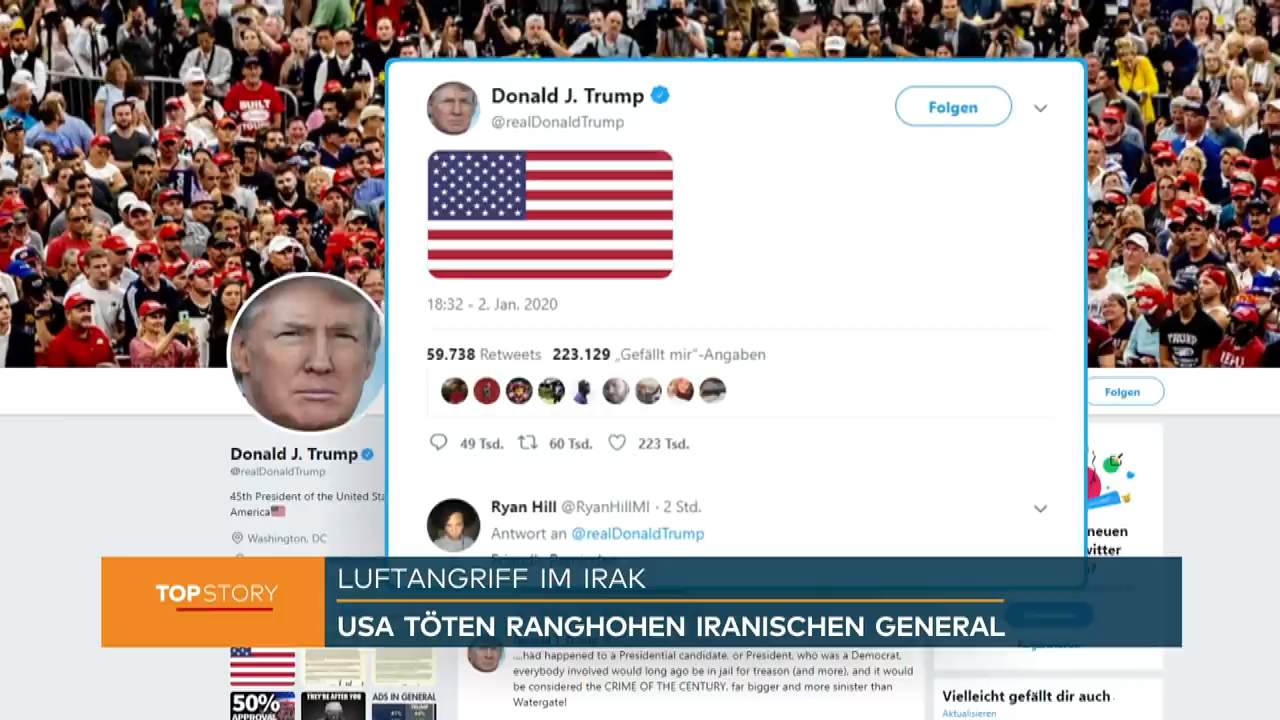 BUILT
Donald J. Trump
@realDonaldTrump
Folgen
18:32 - 2. Jan. 2020
59.738 Retweets 223.129 „Gefällt mir“-Angaben
49 Tsd. 60 Tsd. 223 Tsd.
Ryan Hill @RyanHillMI · 2 Std.
Antwort an @realDonaldTrump
TRUMP
Folgen
Donald J. Trump
@realDonaldTrump
45th President of the United Sta
America
Washington, DC
neuen
witter
?
TOPSTORY
LUFTANGRIFF IM IRAK
USA TÖTEN RANGHOHEN IRANISCHEN GENERAL
....had happened to a Presidential candidate, or President, who was a Democrat,
everybody involved would long ago be in jail for treason (and more), and it would
be considered the CRIME OF THE CENTURY, far bigger and more sinister than
Watergate!
50%
APPROVAL
THEY'RE AFTER YOU
ADS IN GENERAL
TRUMP
Vielleicht gefällt dir auch
Aktualisieren